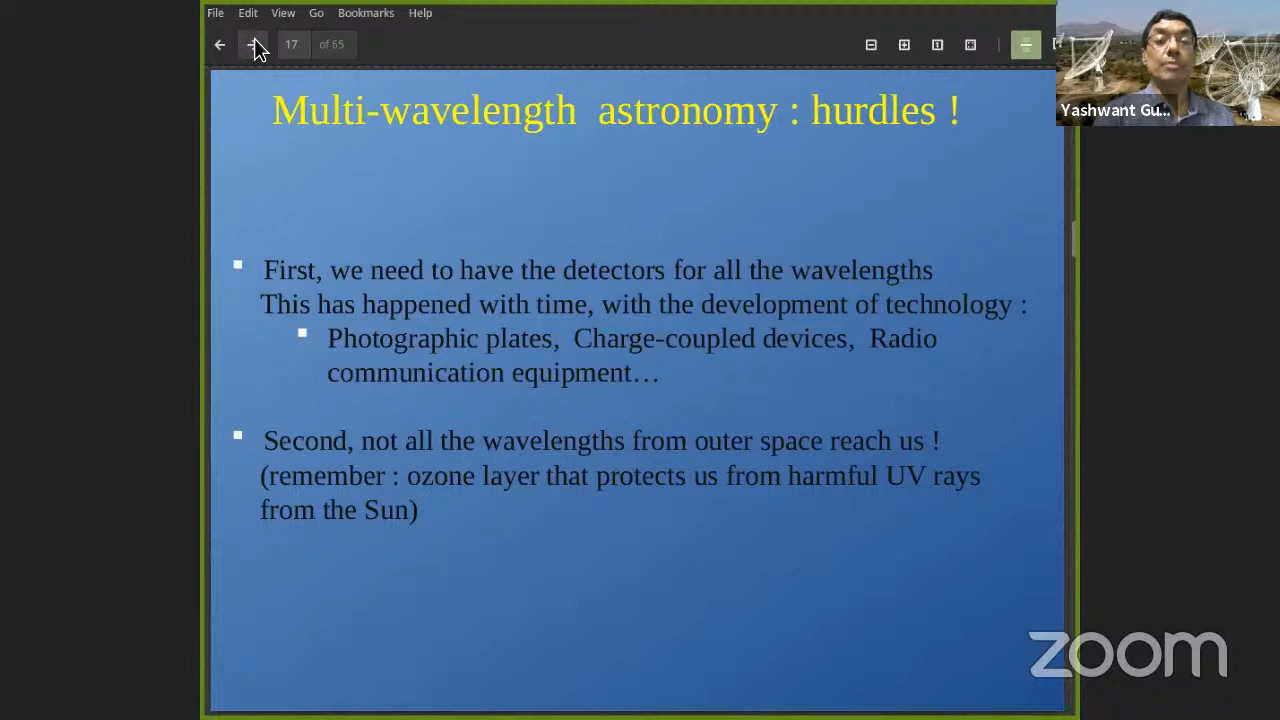 File Edit View Go Bookmarks Help
17 of 65
Yashwant Gu...
Multi-wavelength astronomy : hurdles !
First, we need to have the detectors for all the wavelengths
This has happened with time, with the development of technology :
Photographic plates, Charge-coupled devices, Radio
communication equipment…
Second, not all the wavelengths from outer space reach us !
(remember : ozone layer that protects us from harmful UV rays
from the Sun)
zoom